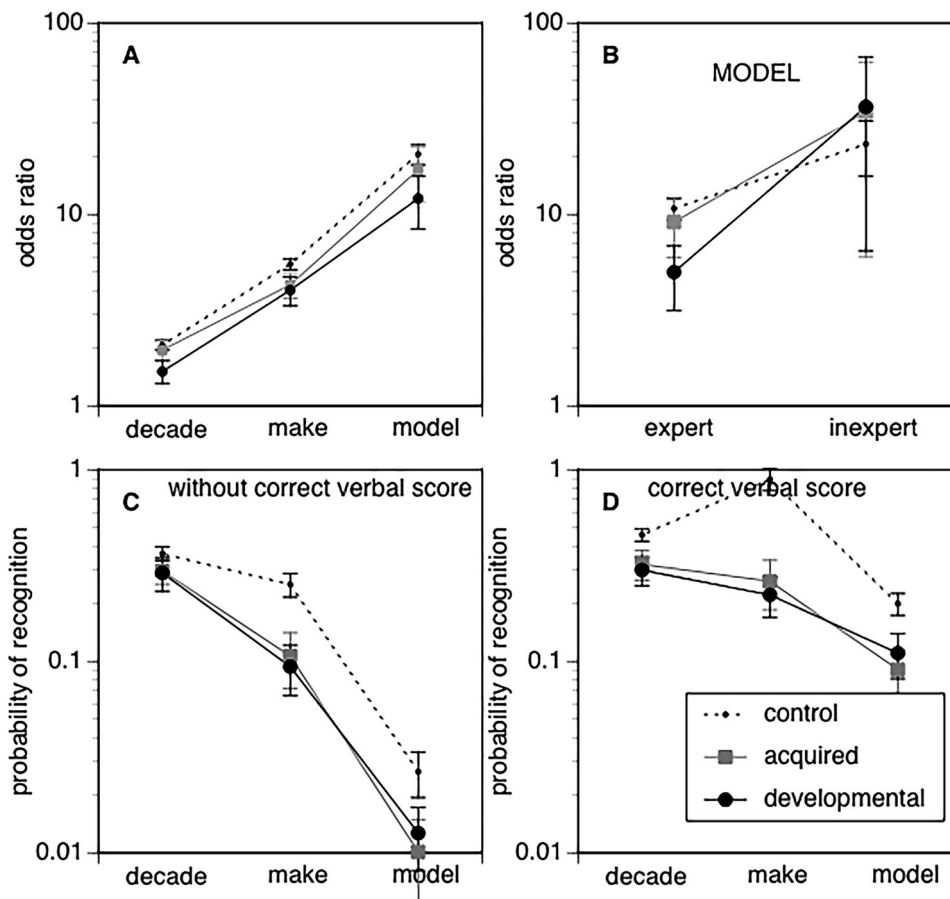 100
A
odds ratio
10
1
decade make model
100
B
MODEL
odds ratio
10
1
expert inexpert
1
C
without correct verbal score
probability of recognition
0.1
0.01
decade make model
1
D
correct verbal score
probability of recognition
0.1
0.01
decade make model
control
acquired
developmental